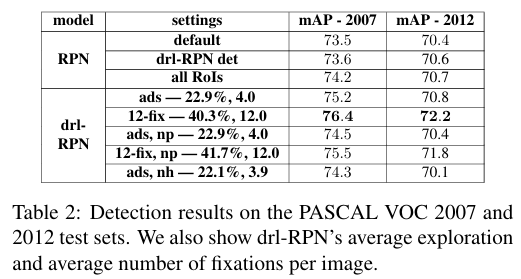 model settings mAP - 2007 mAP - 2012
RPN
default 73.5 70.4
drl-RPN det 73.6 70.6
all RoIs 74.2 70.7
drl-
RPN
ads — 22.9%, 4.0 75.2 70.8
12-fix — 40.3%, 12.0 76.4 72.2
ads, np — 22.9%, 4.0 74.5 70.4
12-fix, np — 41.7%, 12.0 75.5 71.8
ads, nh — 22.1%, 3.9 74.3 70.1
Table 2: Detection results on the PASCAL VOC 2007 and
2012 test sets. We also show drl-RPN's average exploration
and average number of fixations per image.